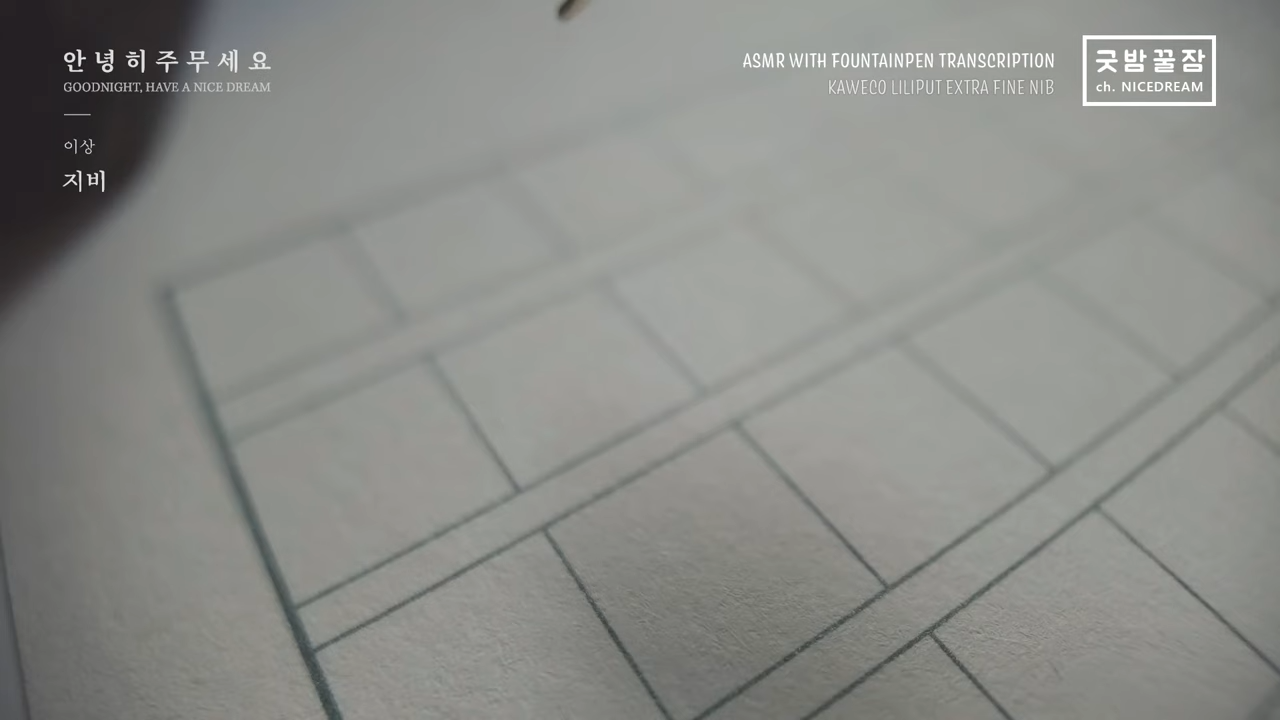 안녕히주무세요
GOODNIGHT, HAVE A NICE DREAM
이상
지비
ASMR WITH FOUNTAINPEN TRANSCRIPTION
KAWECO LILIPUT EXTRA FINE NIB
굿밤꿀잠
ch. NICEDREAM